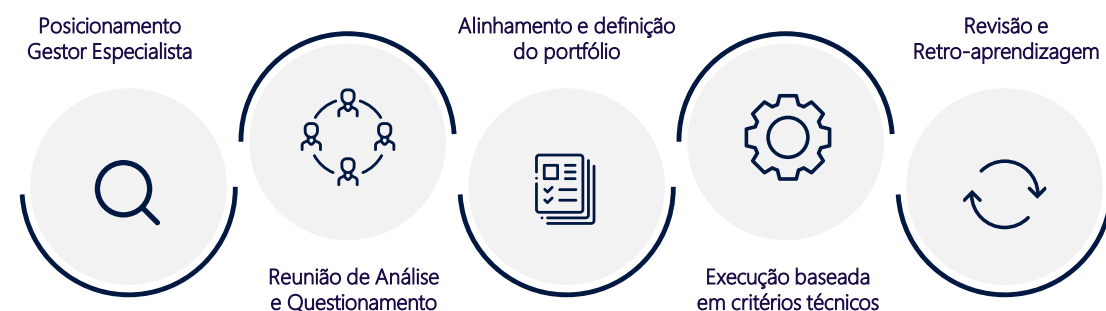 Posicionamento
Gestor Especialista
Reunião de Análise
e Questionamento
Alinhamento e definição
do portfólio
Execução baseada
em critérios técnicos
Revisão e
Retro-aprendizagem